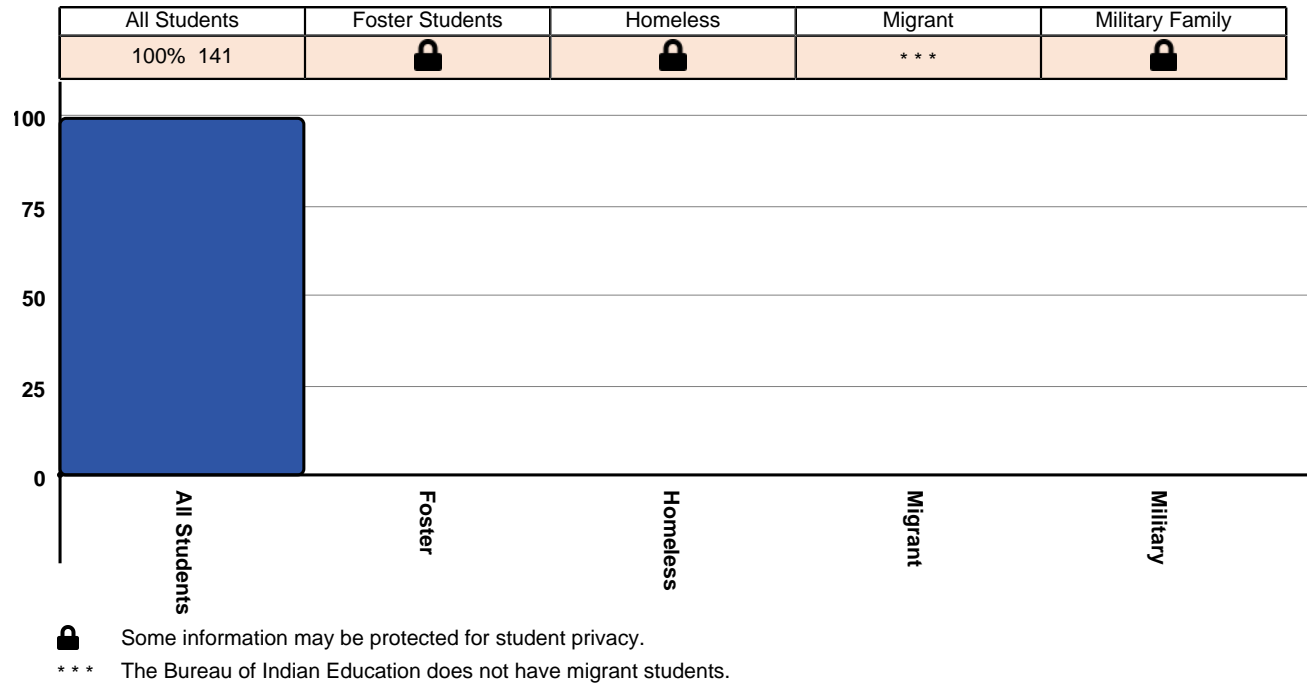 All Students Foster Students Homeless Migrant Military Family
100% 141 * * *
100
75
50
25
0
All Students
Foster
Homeless
Migrant
Military
Some information may be protected for student privacy.
* * * The Bureau of Indian Education does not have migrant students.